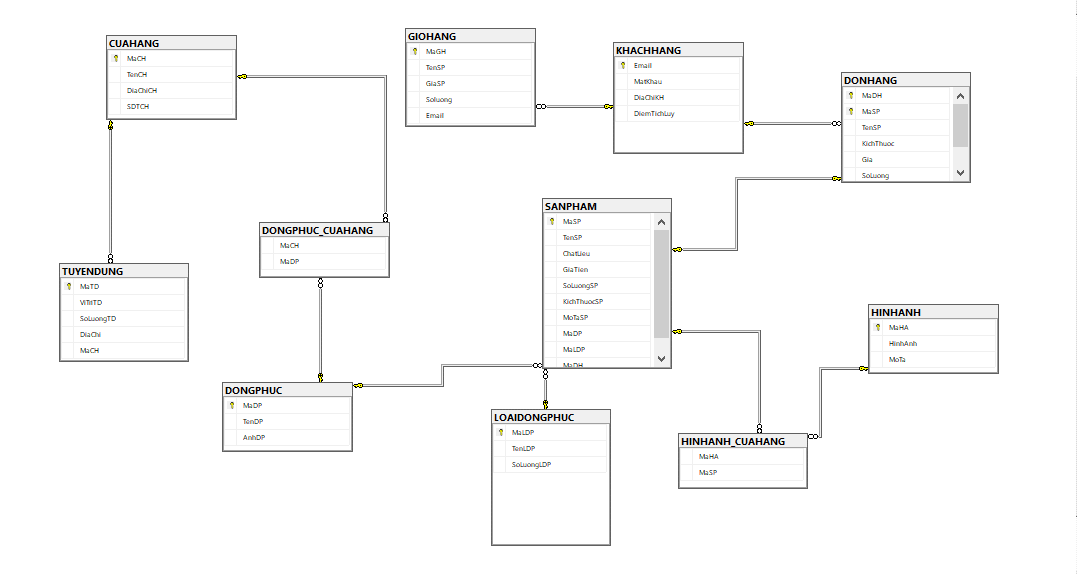 CUAHANG
MaCH
TenCH
DiaChiCH
SDTCH
GIOHANG
MaGH
TenSP
GiaSP
Soluong
Email
KHACHHANG
Email
MatKhau
DiaChiKH
DiemTichLuy
DONHANG
MaDH
MaSP
TenSP
KichThuoc
Gia
SoLuong
DONGPHUC_CUAHANG
MaCH
MaDP
SANPHAM
MaSP
TenSP
ChatLieu
GiaTien
SoLuongSP
KichThuocSP
MoTaSP
MaDP
MaLDP
MaDH
TUYENDUNG
MaTD
ViTriTD
SoLuongTD
DiaChi
MaCH
HINHANH
MaHA
HinhAnh
MoTa
DONGPHUC
MaDP
TenDP
AnhDP
LOAIDONGPHUC
MaLDP
TenLDP
SoLuongLDP
HINHANH_CUAHANG
MaHA
MaSP